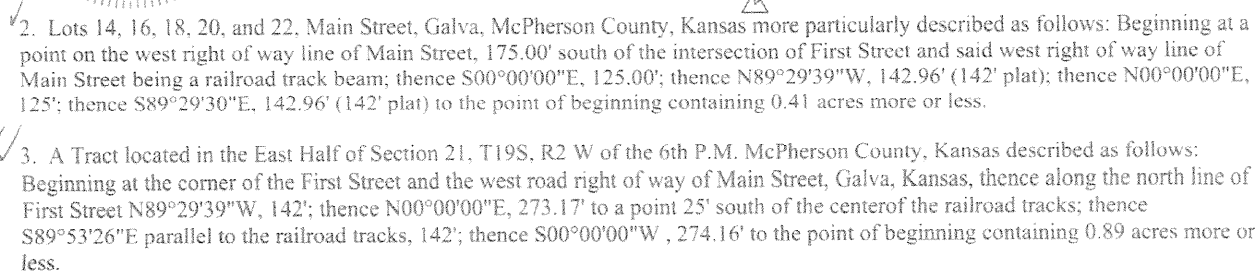 2. Lots 14, 16, 18, 20, and 22, Main Street, Galva, McPherson County, Kansas more particularly described as follows: Beginning at a
point on the west right of way line of Main Street, 175.00' south of the intersection of First Street and said west right of way line of
Main Street being a railroad track beam; thence S00°00'00"E, 125.00'; thence N89°29'39"W, 142.96' (142' plat); thence N00°00'00"E,
125'; thence S89°29'30"E, 142.96' (142' plat) to the point of beginning containing 0.41 acres more or less.
3. A Tract located in the East Half of Section 21, T19S, R2 W of the 6th P.M. McPherson County, Kansas described as follows:
Beginning at the corner of the First Street and the west road right of way of Main Street, Galva, Kansas, thence along the north line of
First Street N89°29'39"W, 142'; thence N00°00'00"E, 273.17' to a point 25' south of the centerof the railroad tracks; thence
S89°53'26"E parallel to the railroad tracks, 142'; thence S00°00'00"W , 274.16' to the point of beginning containing 0.89 acres more or
less.